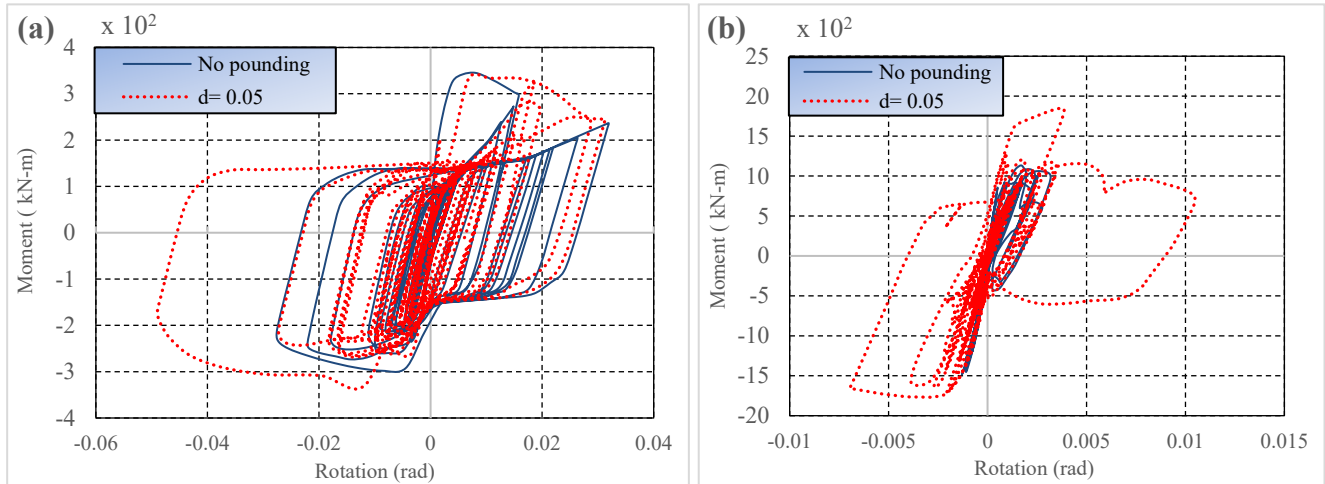 (a)
x 10²
No pounding
d= 0.05
4
3
2
1
0
-1
-2
-3
-4
Moment ( kN-m)
-0.06 -0.04 -0.02 0 0.02 0.04
Rotation (rad)
(b)
x 10²
No pounding
d= 0.05
25
20
15
10
5
0
-5
-10
-15
-20
Moment ( kN-m)
-0.01 -0.005 0 0.005 0.01 0.015
Rotation (rad)